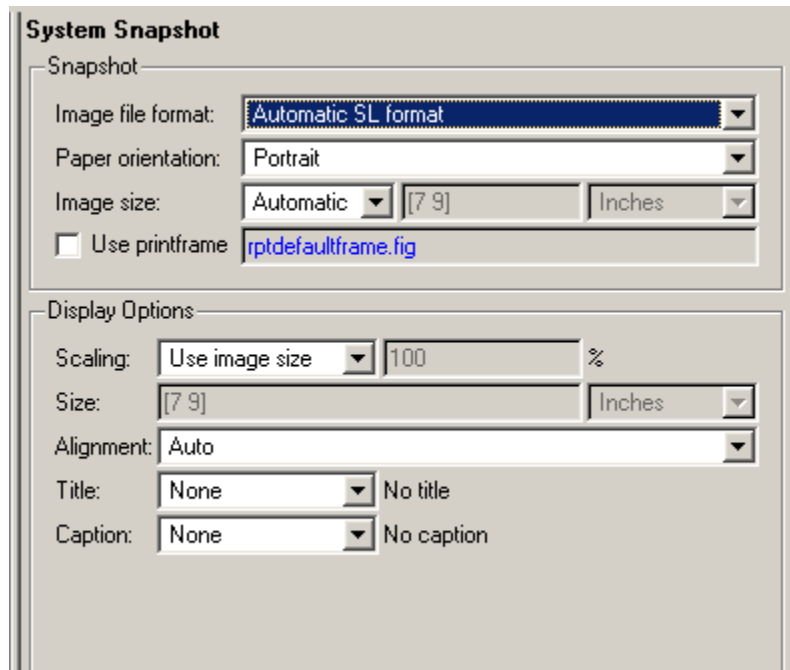 System Snapshot
Snapshot
Image file format: Automatic SL format
Paper orientation: Portrait
Image size: Automatic [7 9] Inches
Use printframe rptdefaultframe.fig
Display Options
Scaling: Use image size 100 %
Size: [7 9] Inches
Alignment: Auto
Title: None No title
Caption: None No caption